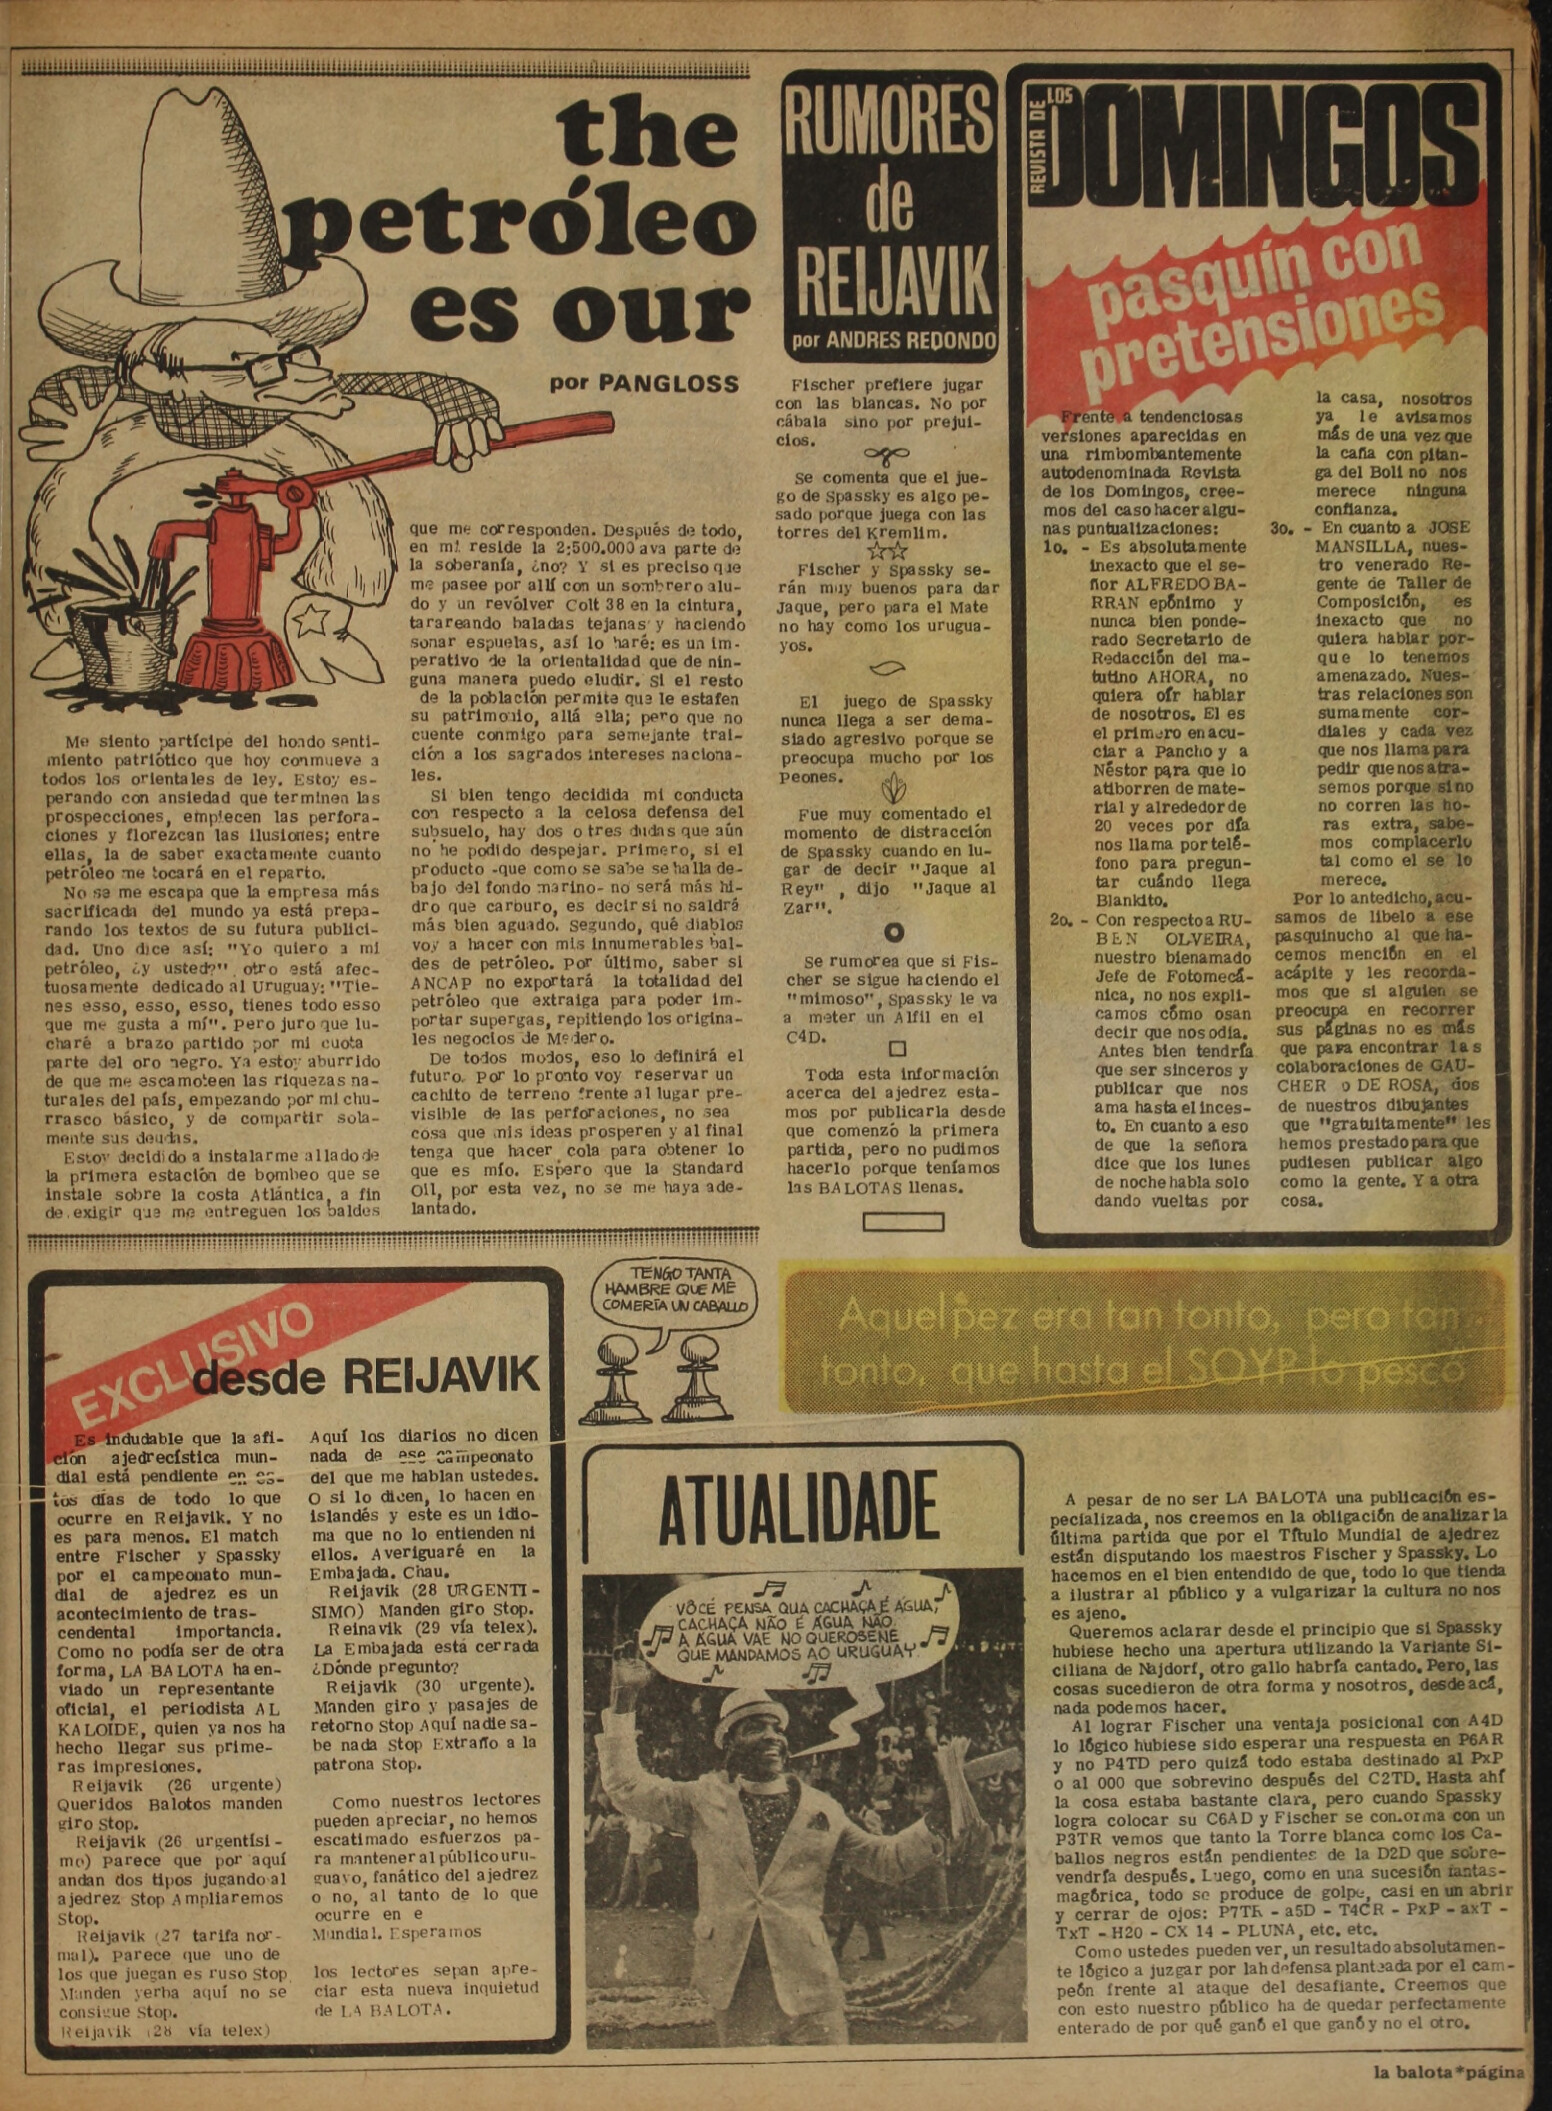 the
petróleo
es our
por PANGLOSS
Me siento partícipe del hondo senti-
miento patriótico que hoy conmueve a
todos los orientales de ley. Estoy es-
perando con ansiedad que terminen las
prospecciones, empiecen las perfora-
ciones y florezcan las ilusiones; entre
ellas, la de saber exactamente cuanto
petróleo me tocará en el reparto.
No se me escapa que la empresa más
sacrificada del mundo ya está prepa-
rando los textos de su futura publici-
dad. Uno dice así: "Yo quiero a mi
petróleo, ¿y usted?" otro está afec-
tuosamente dedicado al Uruguay: "Tie-
nes esso, esso, esso, tienes todo esso
que me gusta a mí". Pero juro que lu-
charé a brazo partido por mi cuota
parte del oro negro. Ya estoy aburrido
de que me escamoteen las riquezas na-
turales del país, empezando por mi chu-
rrasco básico, y de compartir sola-
mente sus deudas.
Estoy decidido a instalarme al lado de
la primera estación de bombeo que se
instale sobre la costa Atlántica, a fin
de exigir que me entreguen los baldes
que me corresponden. Después de todo,
en mí reside la 2:500.000 ava parte de
la soberanía, ¿no? Y si es preciso que
me pasee por allí con un sombrero alu-
do y un revólver Colt 38 en la cintura,
tarareando baladas tejanas y haciendo
sonar espuelas, así lo haré: es un im-
perativo de la orientalidad que de nin-
guna manera puedo eludir. Si el resto
de la población permite que le estafen
su patrimonio, allá ella; pero que no
cuente conmigo para semejante trai-
ción a los sagrados intereses naciona-
les.
Si bien tengo decidida mi conducta
con respecto a la celosa defensa del
subsuelo, hay dos o tres dudas que aún
no he podido despejar. Primero, si el
producto -que como se sabe se halla de-
bajo del fondo marino- no será más hi-
dro que carburo, es decir si no saldrá
más bien aguado. Segundo, qué diablos
voy a hacer con mis innumerables bal-
des de petróleo. Por último, saber si
ANCAP no exportará la totalidad del
petróleo que extraiga para poder im-
portar supergas, repitiendo los origina-
les negocios de Medero.
De todos modos, eso lo definirá el
futuro. Por lo pronto voy reservar un
cachito de terreno frente al lugar pre-
visible de las perforaciones, no sea
cosa que mis ideas prosperen y al final
tenga que hacer cola para obtener lo
que es mío. Espero que la Standard
Oil, por esta vez, no se me haya ade-
lantado.
RUMORES
de
REIJAVIK
por ANDRES REDONDO
Fischer prefiere jugar
con las blancas. No por
cábala sino por prejui-
cios.
Se comenta que el jue-
go de Spassky es algo pe-
sado porque juega con las
torres del Kremlim.
Fischer y Spassky se-
rán muy buenos para dar
Jaque, pero para el Mate
no hay como los urugua-
yos.
El juego de Spassky
nunca llega a ser dema-
siado agresivo porque se
preocupa mucho por los
Peones.
Fue muy comentado el
momento de distracción
de Spassky cuando en lu-
gar de decir "Jaque al
Rey", dijo "Jaque al
Zar".
Se rumorea que si Fis-
cher se sigue haciendo el
"mimoso", Spassky le va
a meter un Alfil en el
C4D.
Toda esta información
acerca del ajedrez esta-
mos por publicarla desde
que comenzó la primera
partida, pero no pudimos
hacerlo porque teníamos
las BALOTAS llenas.
REVISTA DE LOS
DOMINGOS
pasquín con
pretensiones
Frente a tendenciosas
versiones aparecidas en
una rimbombantemente
autodenominada Revista
de los Domingos, cree-
mos del caso hacer algu-
nas puntualizaciones:
1o. - Es absolutamente
inexacto que el se-
ñor ALFREDO BA-
RRAN epónimo y
nunca bien ponde-
rado Secretario de
Redacción del ma-
tutino AHORA, no
quiera oír hablar
de nosotros. El es
el primero en acu-
ciar a Pancho y a
Néstor para que lo
atiborren de mate-
rial y alrededor de
20 veces por día
nos llama por telé-
fono para pregun-
tar cuándo llega
Blankito.
2o. - Con respecto a RU-
BEN OLVEIRA,
nuestro bienamado
Jefe de Fotomecá-
nica, no nos expli-
camos cómo osan
decir que nos odia.
Antes bien tendría
que ser sinceros y
publicar que nos
ama hasta el inces-
to. En cuanto a eso
de que la señora
dice que los lunes
de noche habla solo
dando vueltas por
la casa, nosotros
ya le avisamos
más de una vez que
la caña con pitan-
ga del Boli no nos
merece ninguna
confianza.
3o. - En cuanto a JOSE
MANSILLA, nues-
tro venerado Re-
gente de Taller de
Composición, es
inexacto que no
quiera hablar por-
que lo tenemos
amenazado. Nues-
tras relaciones son
sumamente cor-
diales y cada vez
que nos llama para
pedir que nos atra-
semos porque si no
no corren las ho-
ras extra, sabe-
mos complacerlo
tal como el se lo
merece.
Por lo antedicho, acu-
samos de libelo a ese
pasquinucho al que ha-
cemos mención en el
acápite y les recorda-
mos que si alguien se
preocupa en recorrer
sus páginas no es más
que para encontrar las
colaboraciones de GAU-
CHER o DE ROSA, dos
de nuestros dibujantes
que "gratuitamente" les
hemos prestado para que
pudiesen publicar algo
como la gente. Y a otra
cosa.
EXCLUSIVO
desde REIJAVIK
Es indudable que la afi-
ción ajedrecística mun-
dial está pendiente en es-
tos días de todo lo que
ocurre en Reijavik. Y no
es para menos. El match
entre Fischer y Spassky
por el campeonato mun-
dial de ajedrez es un
acontecimiento de tras-
cendental importancia.
Como no podía ser de otra
forma, LA BALOTA ha en-
viado un representante
oficial, el periodista AL
KALOIDE, quien ya nos ha
hecho llegar sus prime-
ras impresiones.
Reijavik (26 urgente)
Queridos Balotos manden
giro Stop.
Reijavik (26 urgentísi-
mo) Parece que por aquí
andan dos tipos jugando al
ajedrez Stop Ampliaremos
Stop.
Reijavik (27 tarifa nor-
mal). Parece que uno de
los que juegan es ruso Stop
Manden yerba aquí no se
consigue Stop.
Reijavik (28 vía telex)
Aquí los diarios no dicen
nada de ese campeonato
del que me hablan ustedes.
O si lo dicen, lo hacen en
islandés y este es un idio-
ma que no lo entienden ni
ellos. Averiguaré en la
Embajada. Chau.
Reijavik (28 URGENTI-
SIMO) Manden giro Stop.
Reinavik (29 vía telex).
La Embajada está cerrada
¿Dónde pregunto?
Reijavik (30 urgente).
Manden giro y pasajes de
retorno Stop Aquí nadie sa-
be nada Stop Extraño a la
patrona Stop.
Como nuestros lectores
pueden apreciar, no hemos
escatimado esfuerzos pa-
ra mantener al público uru-
guayo, fanático del ajedrez
o no, al tanto de lo que
ocurre en e
Mundial. Esperamos
los lectores sepan apre-
ciar esta nueva inquietud
de LA BALOTA.
TENGO TANTA
HAMBRE QUE ME
COMERÍA UN CABALLO
Aquel pez era tan tonto, pero tan
tonto, que hasta el SOYP lo pescó
ATUALIDADE
VÔCÉ PENSA QUA CACHAÇA É AGUA,
CACHAÇA NÃO É ÁGUA NÃO
A ÁGUA VAE NO QUEROSENE
QUE MANDAMOS AO URUGUAY
A pesar de no ser LA BALOTA una publicación es-
pecializada, nos creemos en la obligación de analizar la
última partida que por el Título Mundial de ajedrez
están disputando los maestros Fischer y Spassky. Lo
hacemos en el bien entendido de que, todo lo que tienda
a ilustrar al público y a vulgarizar la cultura no nos
es ajeno.
Queremos aclarar desde el principio que si Spassky
hubiese hecho una apertura utilizando la Variante Si-
ciliana de Najdorf, otro gallo habría cantado. Pero, las
cosas sucedieron de otra forma y nosotros, desde acá,
nada podemos hacer.
Al lograr Fischer una ventaja posicional con A4D
lo lógico hubiese sido esperar una respuesta en P6AR
y no P4TD pero quizá todo estaba destinado al PxP
o al 000 que sobrevino después del C2TD. Hasta ahí
la cosa estaba bastante clara, pero cuando Spassky
logra colocar su C6AD y Fischer se conforma con un
P3TR vemos que tanto la Torre blanca como los Ca-
ballos negros están pendientes de la D2D que sobre-
vendría después. Luego, como en una sucesión fantas-
magórica, todo se produce de golpe, casi en un abrir
y cerrar de ojos: P7TR - a5D - T4CR - PxP - axT -
TxT - H20 - CX 14 - PLUNA, etc. etc.
Como ustedes pueden ver, un resultado absolutamen-
te lógico a juzgar por lah defensa planteada por el cam-
peón frente al ataque del desafiante. Creemos que
con esto nuestro público ha de quedar perfectamente
enterado de por qué ganó el que ganó y no el otro.
la balota*página